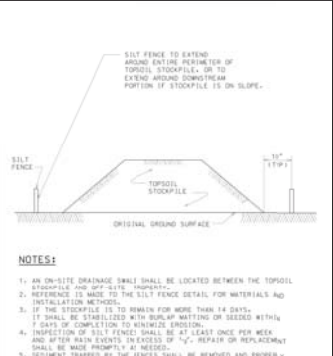 SILT FENCE TO EXTEND
AROUND ENTIRE PERIMETER OF
TOPSOIL STOCKPILE, OR TO
EXTEND AROUND DOWNSTREAM
PORTION IF STOCKPILE IS ON SLOPE.
SILT
FENCE
(TYP)
TOPSOIL
STOCKPILE
ORIGINAL GROUND SURFACE
NOTES:
1. AN ON-SITE DRAINAGE SWALE SHALL BE LOCATED BETWEEN THE TOPSOIL
STOCKPILE AND OFF-SITE PROPERTY.
2. REFERENCE IS MADE TO THE SILT FENCE DETAIL FOR MATERIALS AND
INSTALLATION METHODS.
3. IF THE STOCKPILE IS TO REMAIN FOR MORE THAN 14 DAYS,
IT SHALL BE STABILIZED WITH BURLAP MATTING OR SEEDED WITHIN
7 DAYS OF COMPLETION TO MINIMIZE EROSION.
4. INSPECTION OF SILT FENCE SHALL BE AT LEAST ONCE PER WEEK
AND AFTER RAIN EVENTS IN EXCESS OF REPAIR OR REPLACEMENT
SHALL BE MADE PROMPTLY AS NEEDED.
5. SEDIMENT TRAPPED BY THE FENCES SHALL BE REMOVED AND